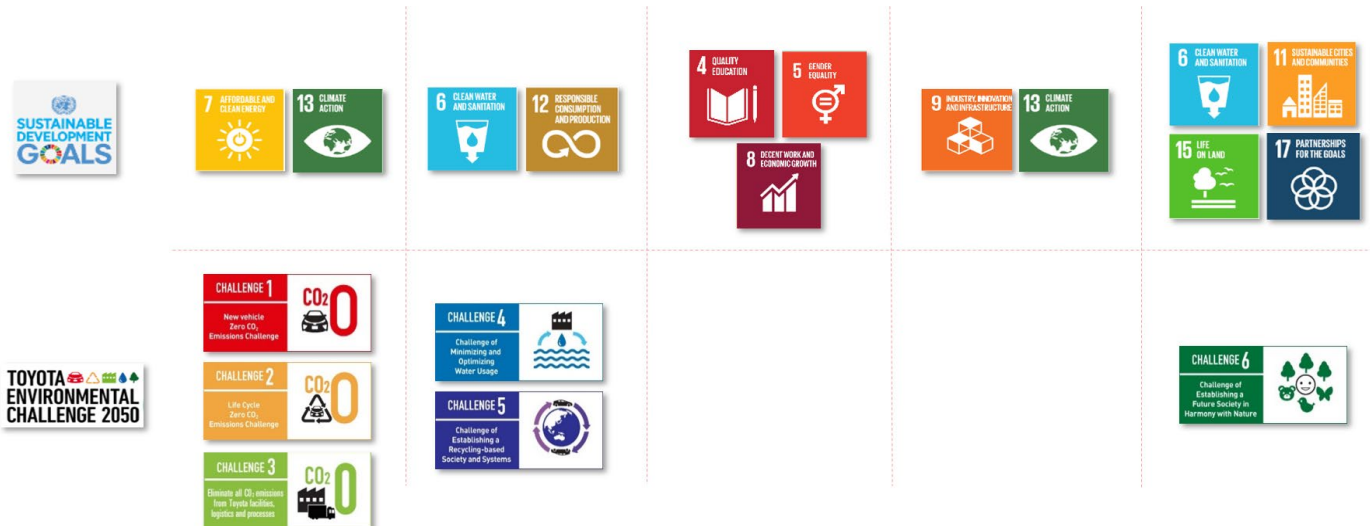 SUSTAINABLE
DEVELOPMENT
GOALS
7 AFFORDABLE AND
CLEAN ENERGY
13 CLIMATE
ACTION
6 CLEAN WATER
AND SANITATION
12 RESPONSIBLE
CONSUMPTION
AND PRODUCTION
4 QUALITY
EDUCATION
5 GENDER
EQUALITY
8 DECENT WORK AND
ECONOMIC GROWTH
9 INDUSTRY, INNOVATION
AND INFRASTRUCTURE
13 CLIMATE
ACTION
6 CLEAN WATER
AND SANITATION
11 SUSTAINABLE CITIES
AND COMMUNITIES
15 LIFE
ON LAND
17 PARTNERSHIPS
FOR THE GOALS
TOYOTA
ENVIRONMENTAL
CHALLENGE 2050
CHALLENGE 1
New vehicle
Zero CO₂
Emissions Challenge
CO₂ 0
CHALLENGE 2
Life Cycle
Zero CO₂
Emissions Challenge
CO₂ 0
CHALLENGE 3
Eliminate all CO₂ emissions
from Toyota facilities,
logistics and processes
CO₂ 0
CHALLENGE 4
Challenge of
Minimizing and
Optimizing
Water Usage
CHALLENGE 5
Challenge of
Establishing a
Recycling-based
Society and Systems
CHALLENGE 6
Challenge of
Establishing a
Future Society in
Harmony with Nature